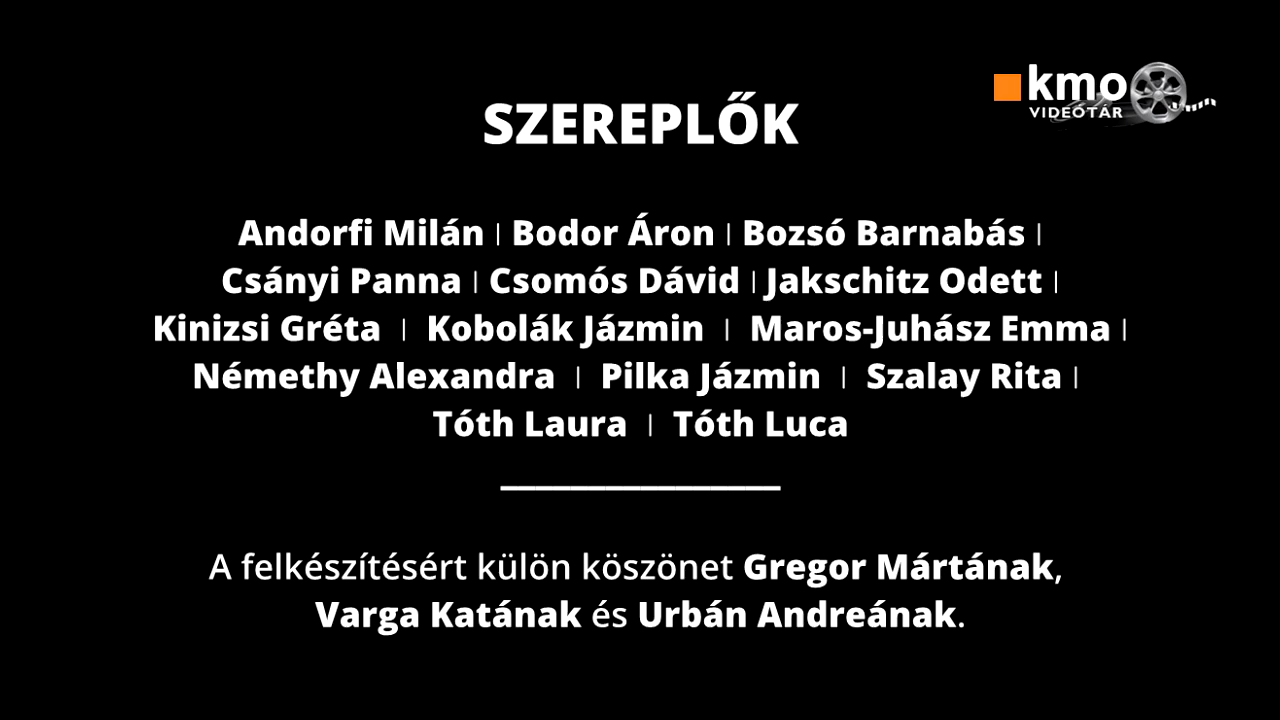 kmo
VIDEÓTÁR
SZEREPLŐK
Andorfi Milán | Bodor Áron | Bozsó Barnabás |
Csányi Panna | Csomós Dávid | Jakschitz Odett |
Kinizsi Gréta | Kobolák Jázmin | Maros-Juhász Emma |
Némethy Alexandra | Pilka Jázmin | Szalay Rita |
Tóth Laura | Tóth Luca
A felkészítésért külön köszönet Gregor Mártának,
Varga Katának és Urbán Andreának.